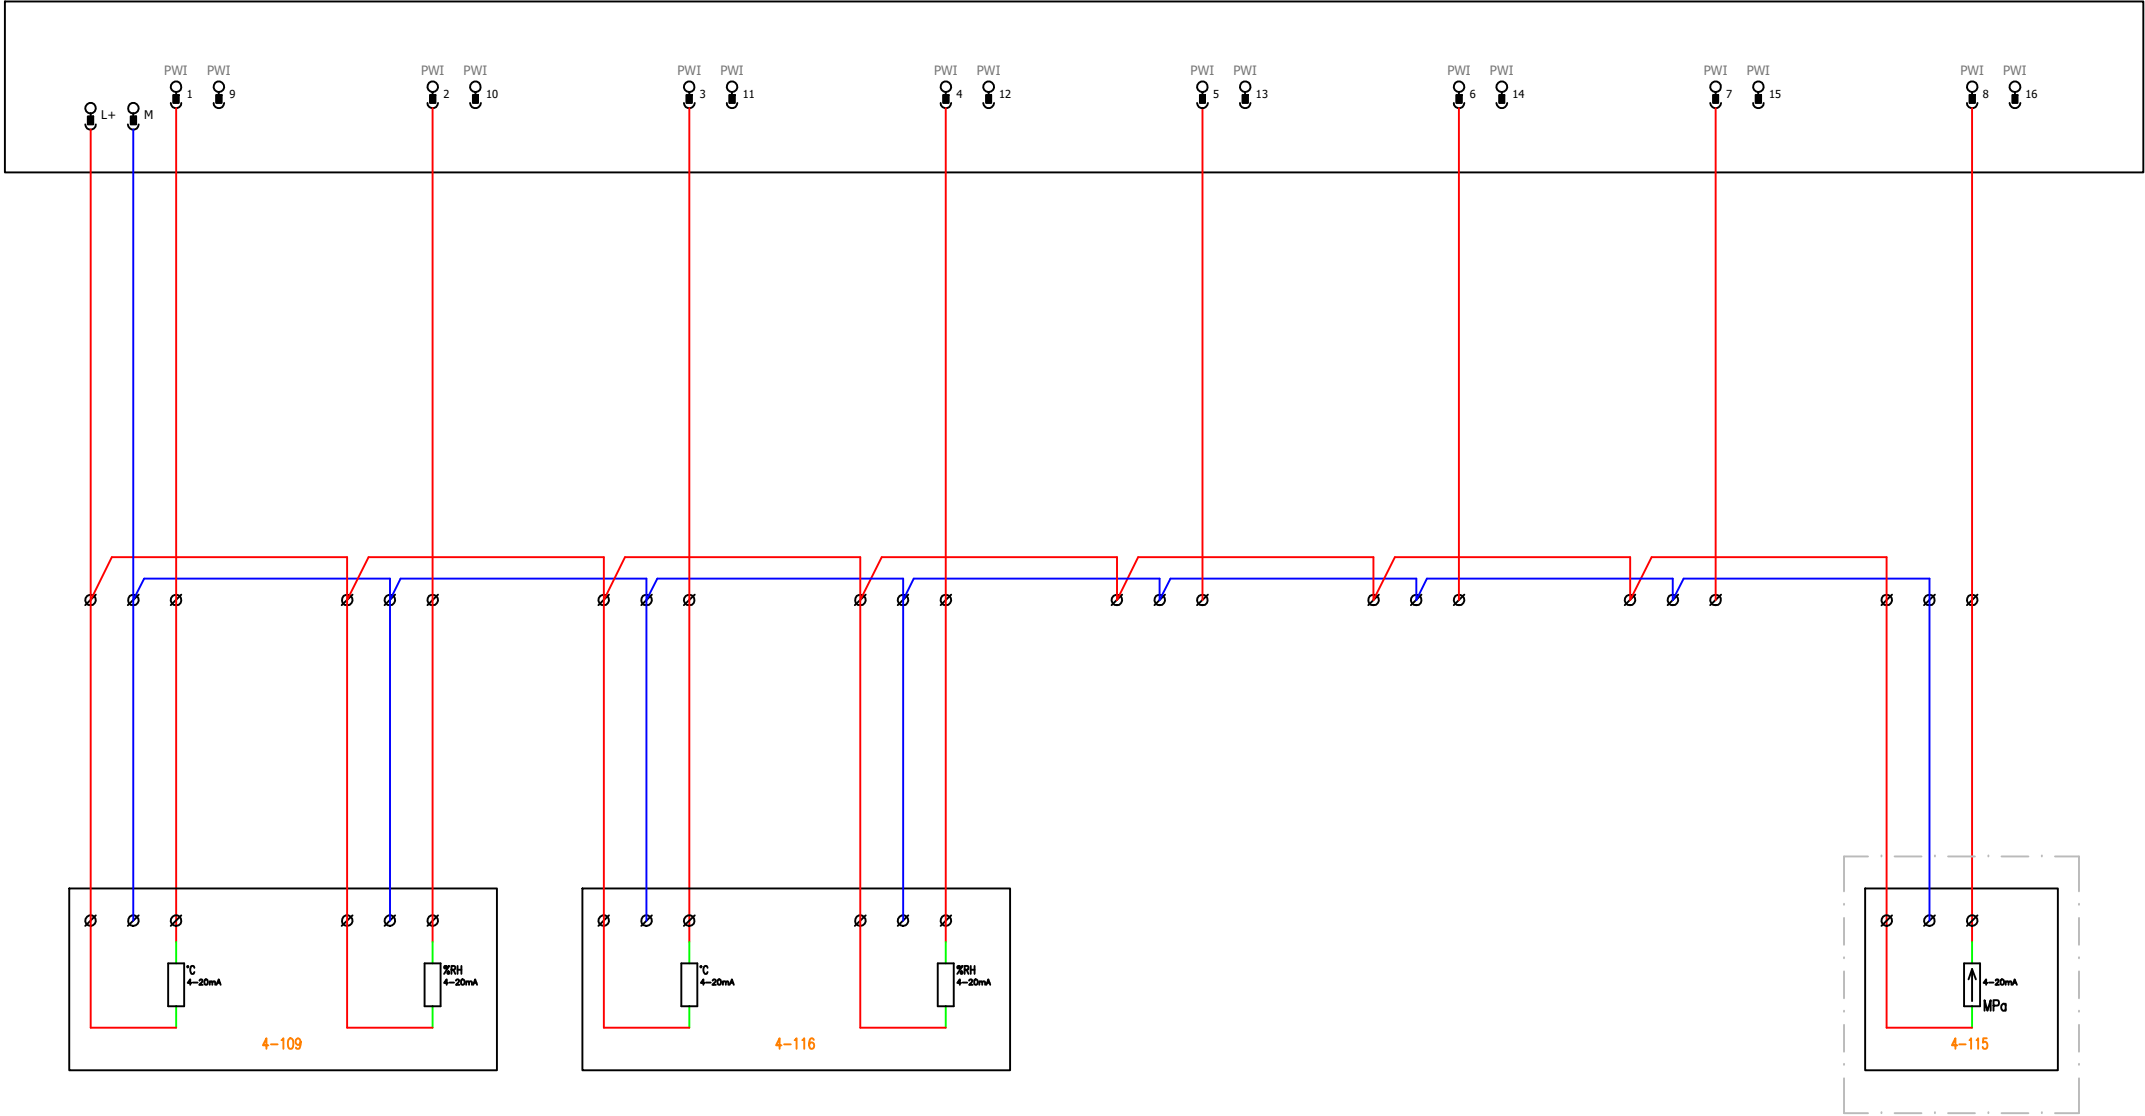 PWI PWI PWI PWI PWI PWI PWI PWI PWI PWI PWI PWI PWI PWI PWI PWI
1 9 2 10 3 11 4 12 5 13 6 14 7 15 8 16
L+ M
°C %RH °C %RH
4-20mA 4-20mA 4-20mA 4-20mA 4-20mA
MPa
4-109 4-116 4-115